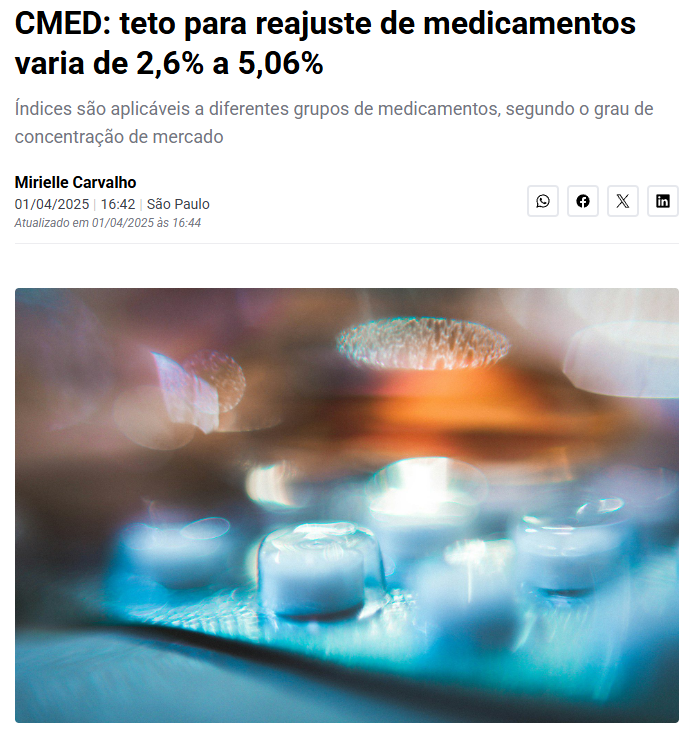 CMED: teto para reajuste de medicamentos
varia de 2,6% a 5,06%
Índices são aplicáveis a diferentes grupos de medicamentos, segundo o grau de
concentração de mercado
Mirielle Carvalho
01/04/2025 | 16:42 | São Paulo
Atualizado em 01/04/2025 às 16:44